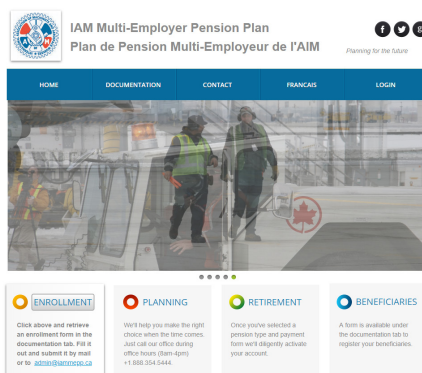 IAM Multi-Employer Pension Plan
Plan de Pension Multi-Employeur de l'AIM
Planning for the future
HOME DOCUMENTATION CONTACT FRANCAIS LOGIN
ENROLLMENT
Click above and retrieve
an enrollment form in the
documentation tab. Fill it
out and submit it by mail
or to admin@iammepp.ca
PLANNING
We'll help you make the right
choice when the time comes.
Just call our office during
office hours (8am-4pm)
+1.888.354.5444.
RETIREMENT
Once you've selected a
pension type and payment
form we'll diligently activate
your account.
BENEFICIARIES
A form is available under
the documentation tab to
register your beneficiaries.